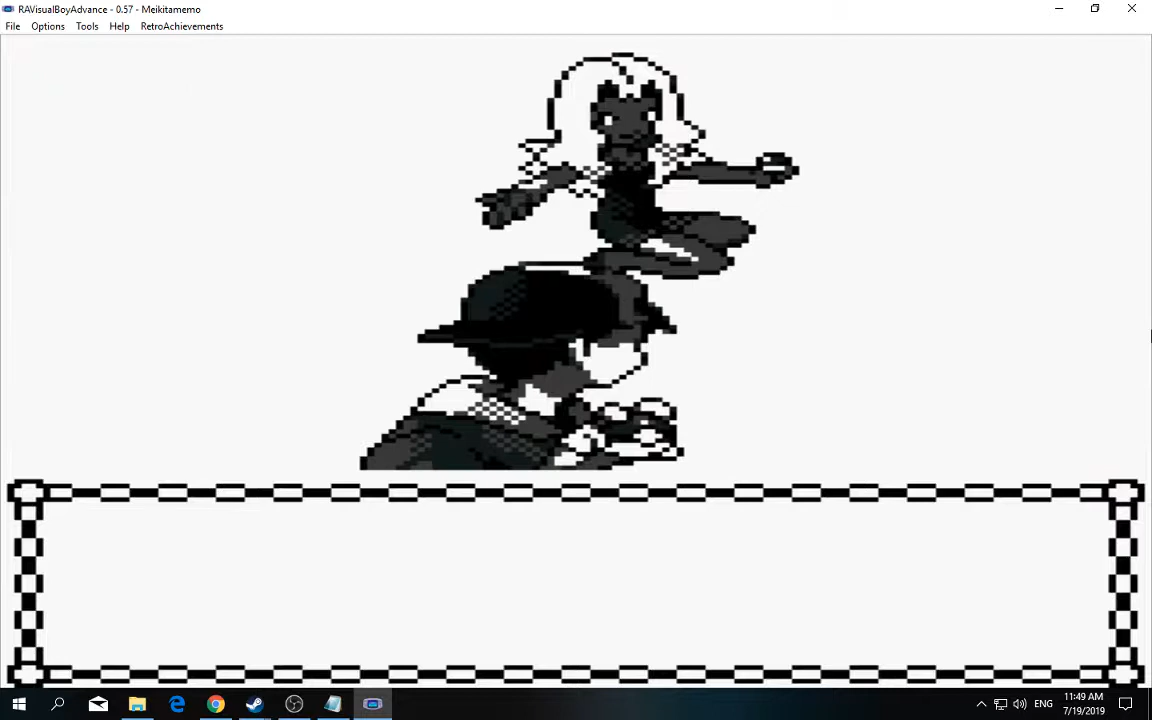 RAVisualBoyAdvance - 0.57 - Meikitamemo
File Options Tools Help RetroAchievements
ENG
11:49 AM
7/19/2019